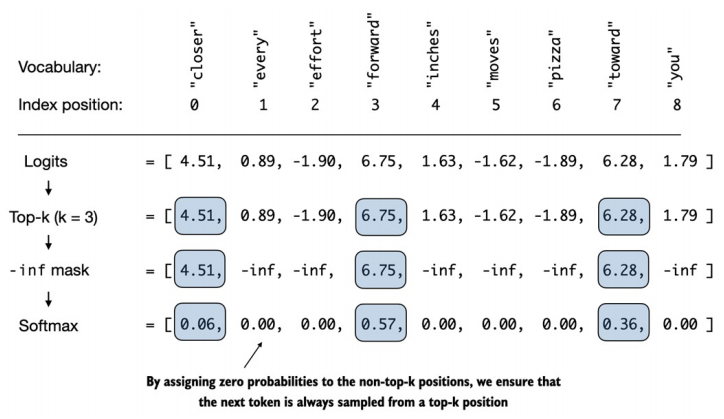 Vocabulary: "closer" "every" "effort" "forward" "inches" "moves" "pizza" "toward" "you"
Index position: 0 1 2 3 4 5 6 7 8
Logits = [ 4.51, 0.89, -1.90, 6.75, 1.63, -1.62, -1.89, 6.28, 1.79 ]
Top-k (k = 3) = [ 4.51, 0.89, -1.90, 6.75, 1.63, -1.62, -1.89, 6.28, 1.79 ]
-inf mask = [ 4.51, -inf, -inf, 6.75, -inf, -inf, -inf, 6.28, -inf ]
Softmax = [ 0.06, 0.00, 0.00, 0.57, 0.00, 0.00, 0.00, 0.36, 0.00 ]
By assigning zero probabilities to the non-top-k positions, we ensure that
the next token is always sampled from a top-k position